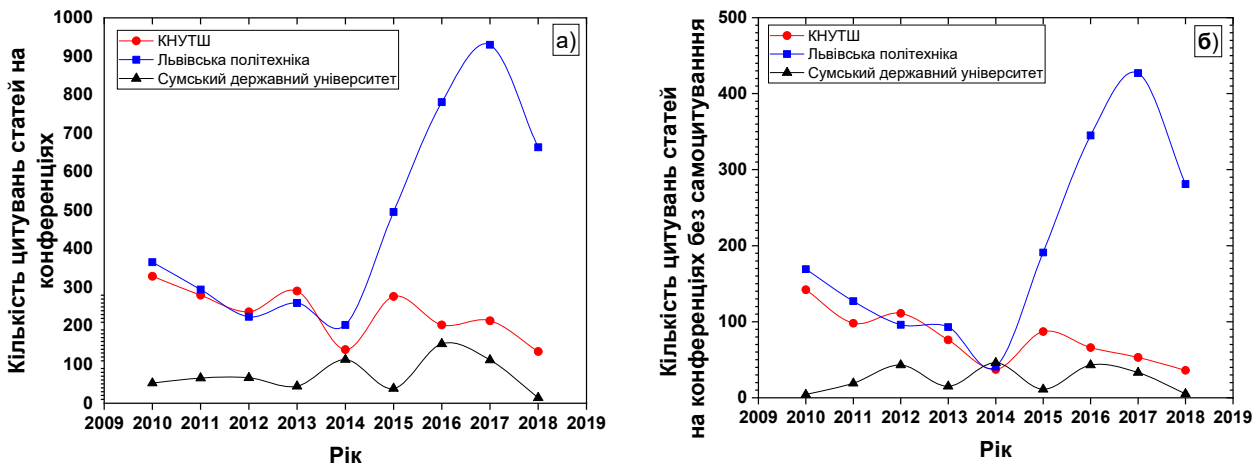 Кількість цитувань статей на
конференціях
1000
900
800
700
600
500
400
300
200
100
0
КНУТШ
Львівська політехніка
Сумський державний університет
а)
2009 2010 2011 2012 2013 2014 2015 2016 2017 2018 2019
Рік
Кількість цитувань статей
на конференціях без самоцитуванння
500
400
300
200
100
0
КНУТШ
Львівська політехніка
Сумський державний університет
б)
2009 2010 2011 2012 2013 2014 2015 2016 2017 2018 2019
Рік